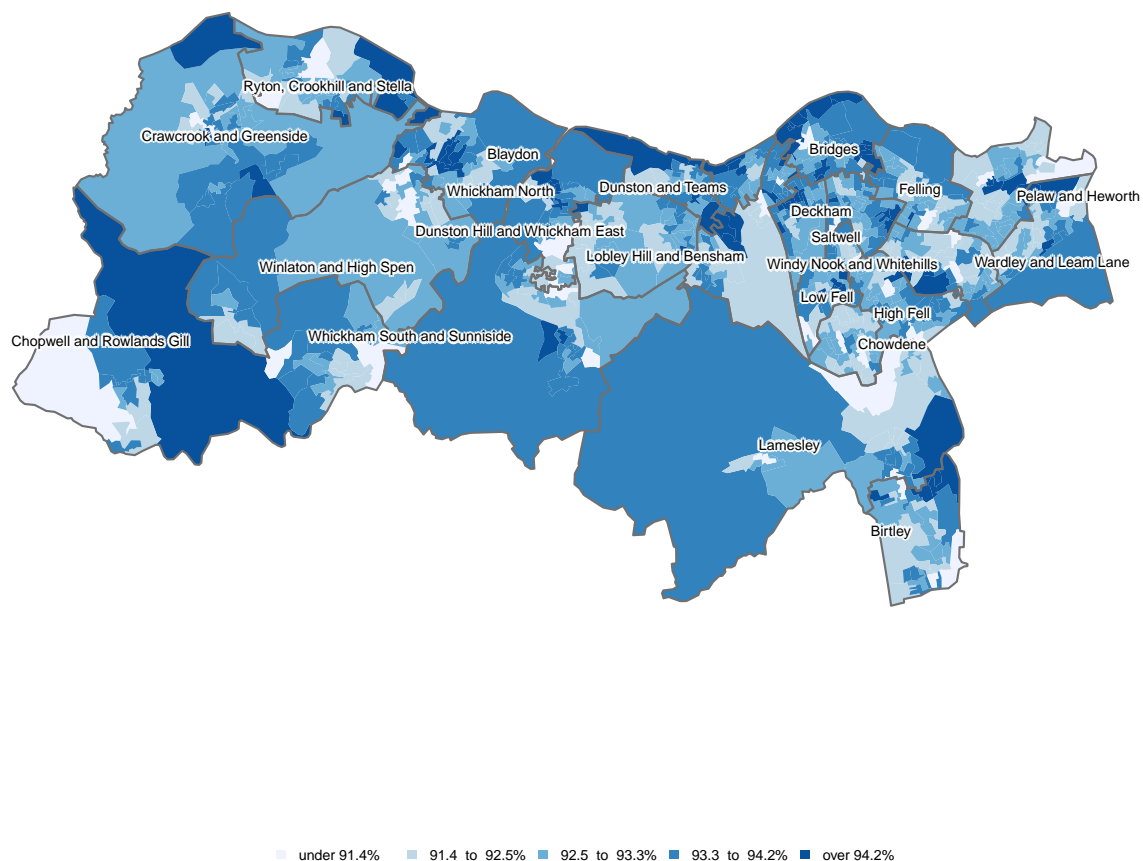 Ryton, Crookhill and Stella
Crawcrook and Greenside
Bridges
Blaydon
Dunston and Teams
Whickham North
Felling
Pelaw and Heworth
Deckham
Dunston Hill and Whickham East
Saltwell
Lobley Hill and Bensham
Windy Nook and Whitehills
Wardley and Leam Lane
Winlaton and High Spen
Low Fell
High Fell
Whickham South and Sunniside
Chopwell and Rowlands Gill
Chowdene
Lamesley
Birtley
under 91.4% 91.4 to 92.5% 92.5 to 93.3% 93.3 to 94.2% over 94.2%